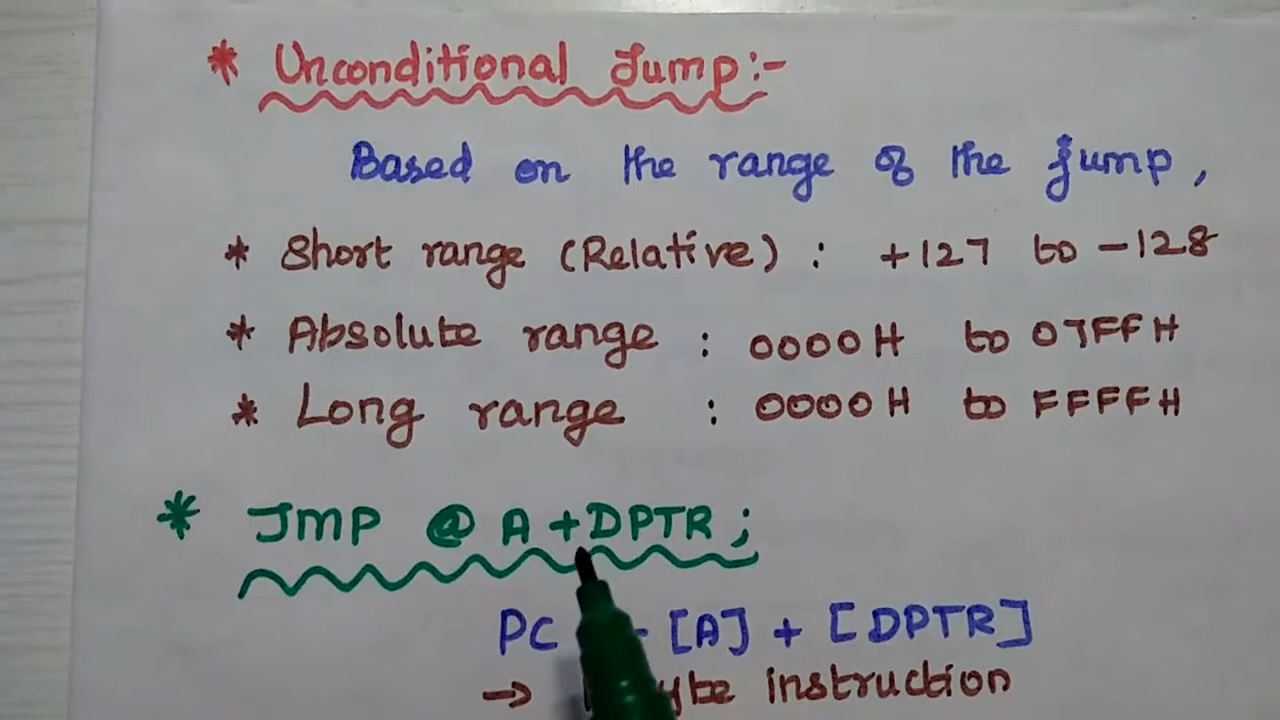 * Unconditional Jump:-
Based on the range of the jump,
* Short range (Relative) : +127 to -128
* Absolute range : 0000H to 07FFH
* Long range : 0000H to FFFFH
* JMP @ A +DPTR ;
PC [A] + [DPTR]
→ instruction